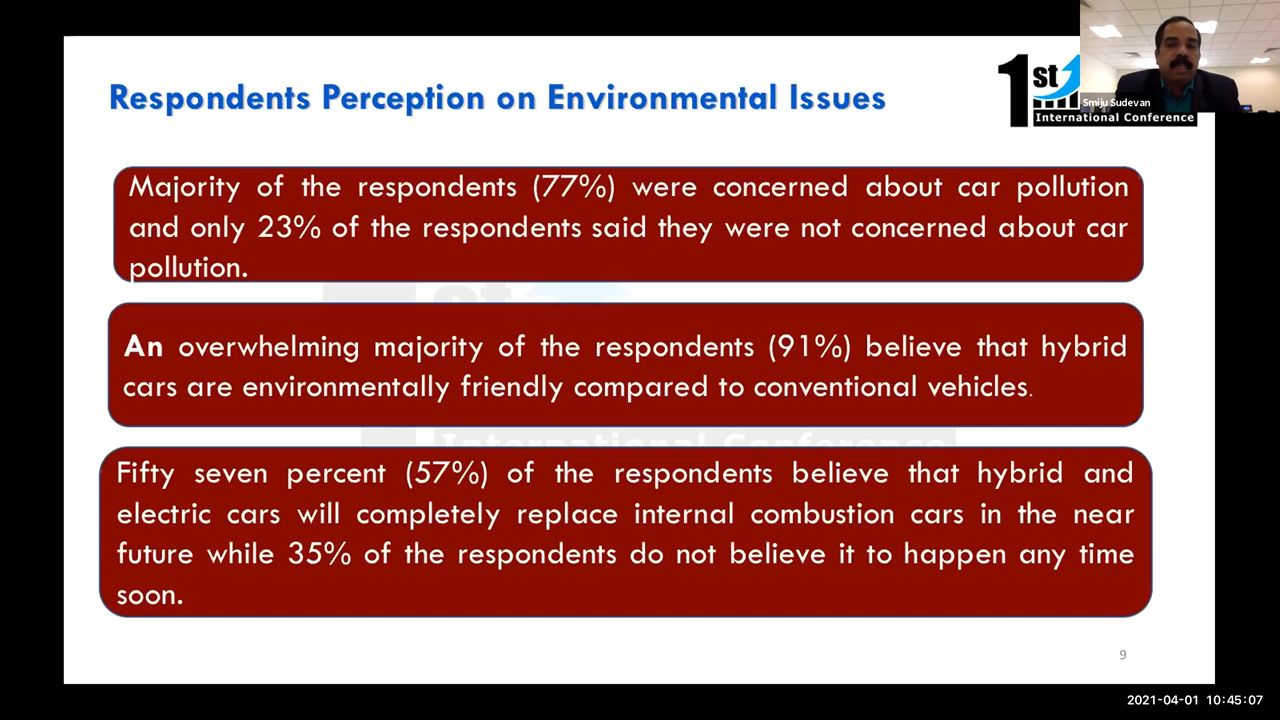 Respondents Perception on Environmental Issues
1st
Smiju Sudevan
International Conference
Majority of the respondents (77%) were concerned about car pollution
and only 23% of the respondents said they were not concerned about car
pollution.
An overwhelming majority of the respondents (91%) believe that hybrid
cars are environmentally friendly compared to conventional vehicles.
International Conference
Fifty seven percent (57%) of the respondents believe that hybrid and
electric cars will completely replace internal combustion cars in the near
future while 35% of the respondents do not believe it to happen any time
soon.
9
2021-04-01 10:45:07